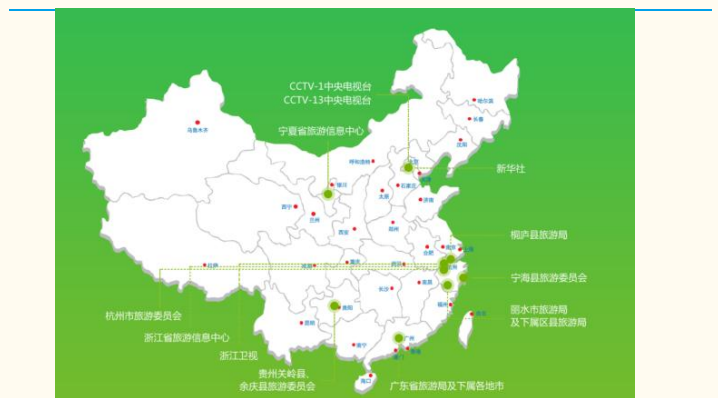 CCTV-1中央电视台
CCTV-13中央电视台
哈尔滨
长春
乌鲁木齐
宁夏省旅游信息中心
沈阳
呼和浩特
新华社
银川
石家庄
太原
济南
西宁
兰州
西安
郑州
桐庐县旅游局
合肥
南京
上海
拉萨
成都
重庆
武汉
宁海县旅游委员会
长沙
南昌
杭州市旅游委员会
贵阳
福州
丽水市旅游局
及下属区县旅游局
浙江省旅游信息中心
昆明
广州
浙江卫视
南宁
贵州关岭县、
余庆县旅游委员会
海口
广东省旅游局及下属各地市